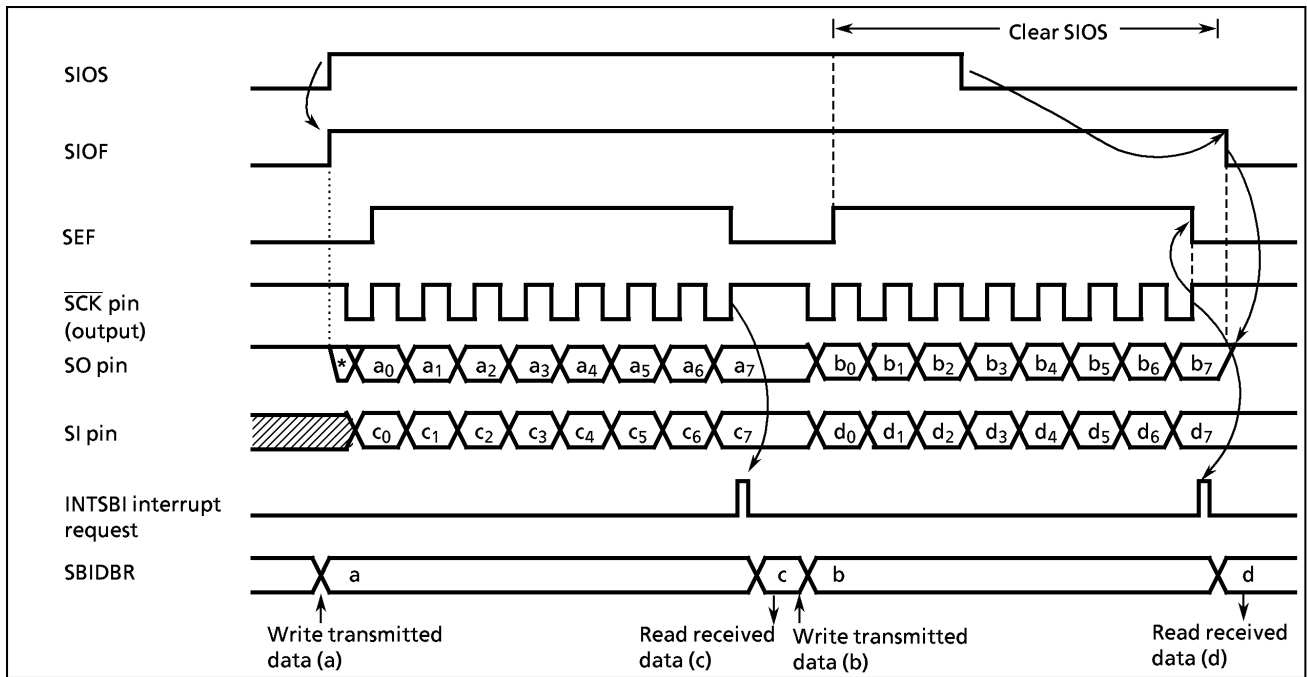 Clear SIOS
SIOS
SIOF
SEF
SCK pin
(output)
SO pin
* a0 a1 a2 a3 a4 a5 a6 a7 b0 b1 b2 b3 b4 b5 b6 b7
SI pin
c0 c1 c2 c3 c4 c5 c6 c7 d0 d1 d2 d3 d4 d5 d6 d7
INTSBI interrupt
request
SBIDBR
a c b d
Write transmitted
data (a)
Read received
data (c)
Write transmitted
data (b)
Read received
data (d)